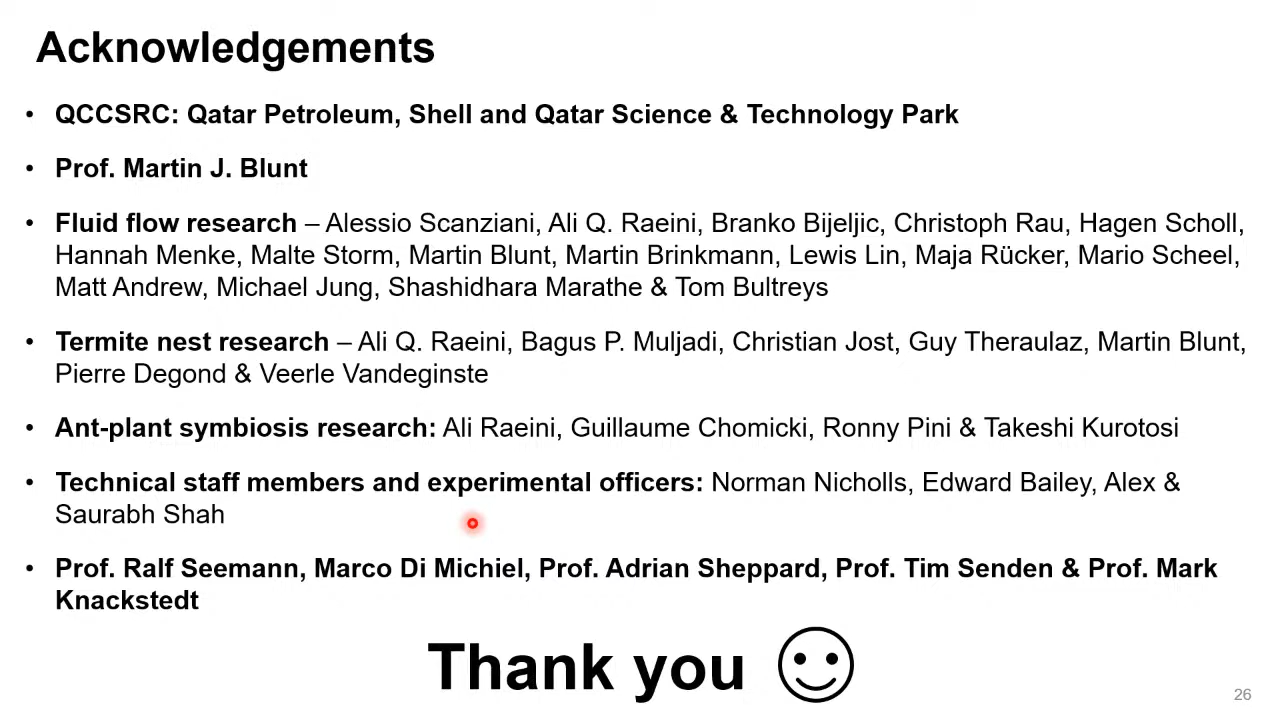 Acknowledgements
• QCCSRC: Qatar Petroleum, Shell and Qatar Science & Technology Park
• Prof. Martin J. Blunt
• Fluid flow research – Alessio Scanziani, Ali Q. Raeini, Branko Bijeljic, Christoph Rau, Hagen Scholl,
Hannah Menke, Malte Storm, Martin Blunt, Martin Brinkmann, Lewis Lin, Maja Rücker, Mario Scheel,
Matt Andrew, Michael Jung, Shashidhara Marathe & Tom Bultreys
• Termite nest research – Ali Q. Raeini, Bagus P. Muljadi, Christian Jost, Guy Theraulaz, Martin Blunt,
Pierre Degond & Veerle Vandeginste
• Ant-plant symbiosis research: Ali Raeini, Guillaume Chomicki, Ronny Pini & Takeshi Kurotosi
• Technical staff members and experimental officers: Norman Nicholls, Edward Bailey, Alex &
Saurabh Shah
• Prof. Ralf Seemann, Marco Di Michiel, Prof. Adrian Sheppard, Prof. Tim Senden & Prof. Mark
Knackstedt
Thank you
26